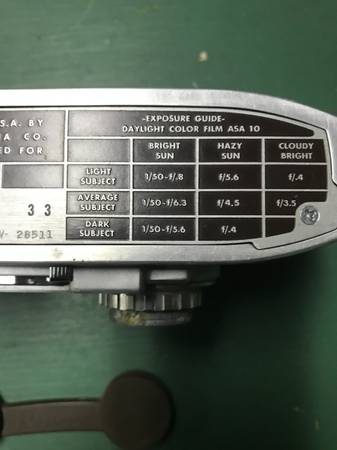 S.A. BY
A CO.
ED FOR
33
V- 28511
-EXPOSURE GUIDE-
DAYLIGHT COLOR FILM ASA 10
BRIGHT SUN
HAZY SUN
CLOUDY BRIGHT
LIGHT SUBJECT
1/50-f/.8
f/5.6
f/.4
AVERAGE SUBJECT
1/50-f/6.3
f/4.5
f/3.5
DARK SUBJECT
1/50-f/5.6
f/.4